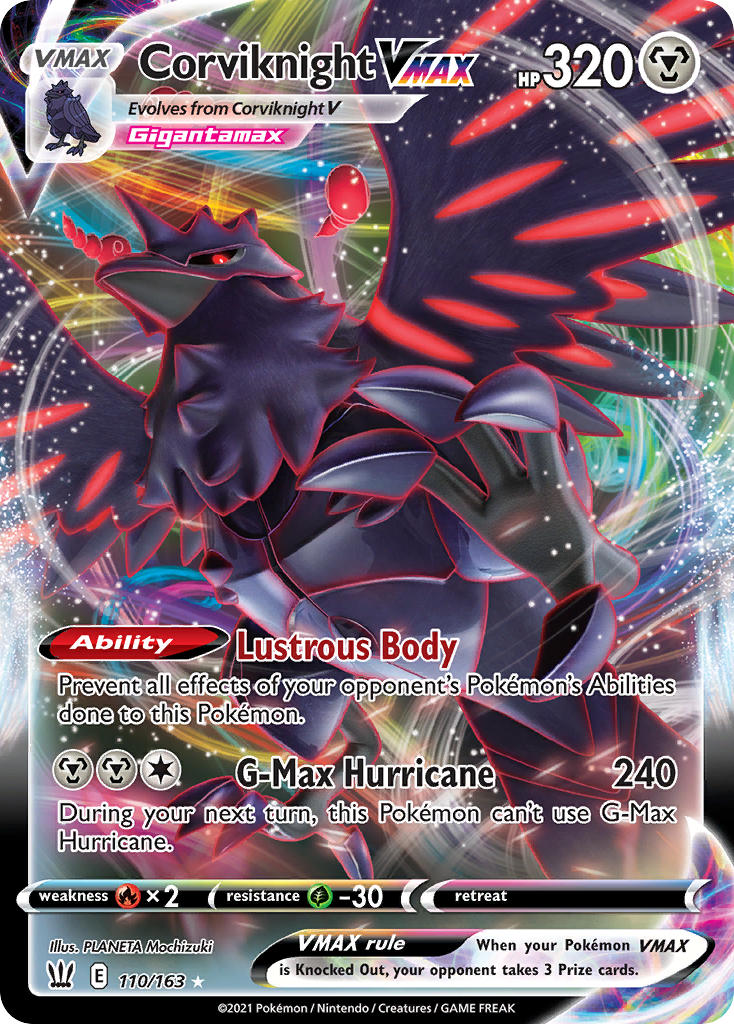 VMAX
Corviknight VMAX
HP 320
Evolves from Corviknight V
Gigantamax
Ability Lustrous Body
Prevent all effects of your opponent's Pokémon's Abilities
done to this Pokémon.
G-Max Hurricane 240
During your next turn, this Pokémon can't use G-Max
Hurricane.
weakness ×2 resistance -30 retreat
Illus. PLANETA Mochizuki
E 110/163
VMAX rule When your Pokémon VMAX
is Knocked Out, your opponent takes 3 Prize cards.
©2021 Pokémon / Nintendo / Creatures / GAME FREAK